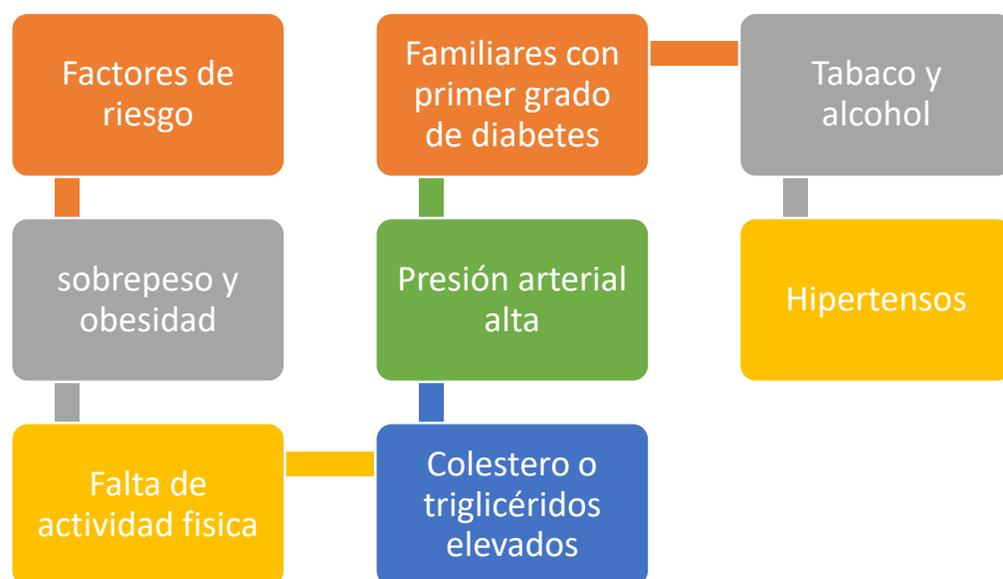 Factores de
riesgo
sobrepeso y
obesidad
Falta de
actividad fisica
Colestero o
triglicéridos
elevados
Presión arterial
alta
Familiares con
primer grado
de diabetes
Tabaco y
alcohol
Hipertensos